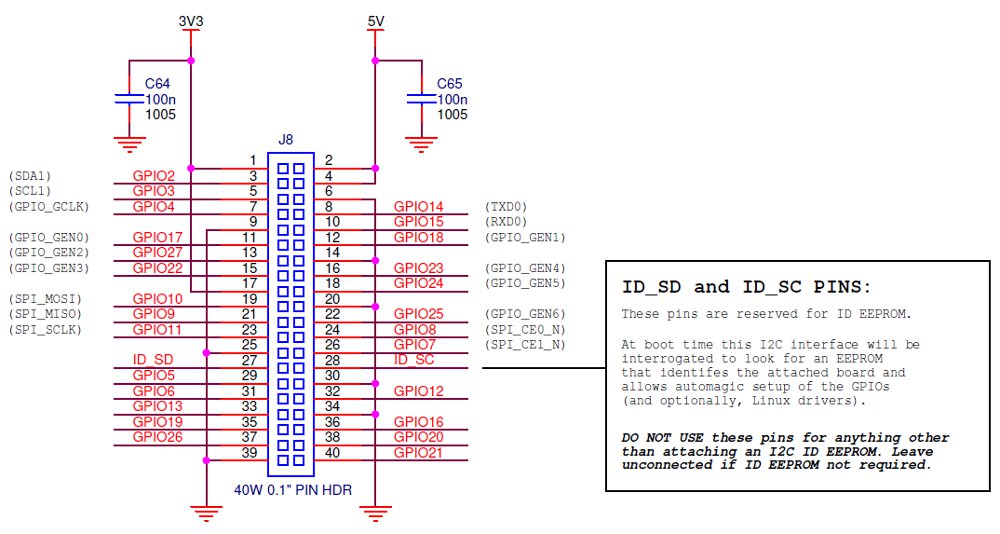 3V3
5V
C64
100n
1005
C65
100n
1005
J8
1 2
(SDA1) GPIO2 3 4
(SCL1) GPIO3 5 6
(GPIO_GCLK) GPIO4 7 8 GPIO14 (TXD0)
9 10 GPIO15 (RXD0)
(GPIO_GEN0) GPIO17 11 12 GPIO18 (GPIO_GEN1)
(GPIO_GEN2) GPIO27 13 14
(GPIO_GEN3) GPIO22 15 16 GPIO23 (GPIO_GEN4)
17 18 GPIO24 (GPIO_GEN5)
(SPI_MOSI) GPIO10 19 20
(SPI_MISO) GPIO9 21 22 GPIO25 (GPIO_GEN6)
(SPI_SCLK) GPIO11 23 24 GPIO8 (SPI_CE0_N)
25 26 GPIO7 (SPI_CE1_N)
ID_SD 27 28 ID_SC
GPIO5 29 30
GPIO6 31 32 GPIO12
GPIO13 33 34
GPIO19 35 36 GPIO16
GPIO26 37 38 GPIO20
39 40 GPIO21
40W 0.1" PIN HDR
ID_SD and ID_SC PINS:
These pins are reserved for ID EEPROM.
At boot time this I2C interface will be
interrogated to look for an EEPROM
that identifes the attached board and
allows automagic setup of the GPIOs
(and optionally, Linux drivers).
DO NOT USE these pins for anything other
than attaching an I2C ID EEPROM. Leave
unconnected if ID EEPROM not required.